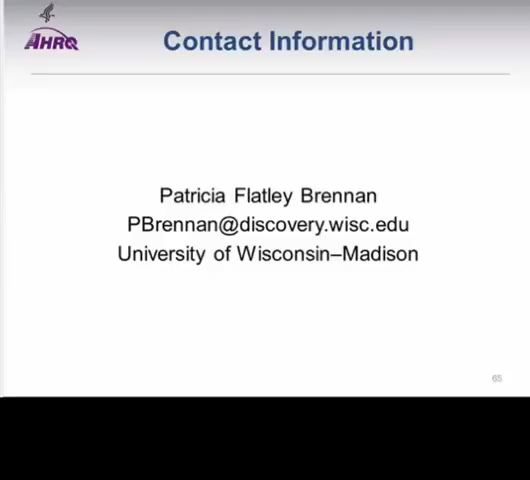 AHRQ
Contact Information
Patricia Flatley Brennan
PBrennan@discovery.wisc.edu
University of Wisconsin–Madison
65